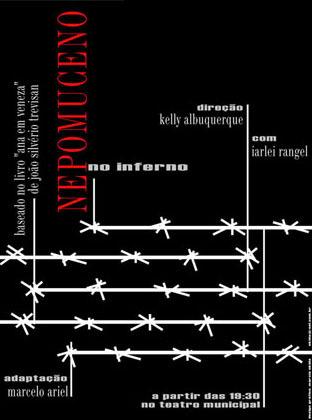 NEPOMUCENO
no inferno
baseado no livro "ana em veneza"
de joão silvério trevisan
direção
kelly albuquerque
com
iarlei rangel
adaptação
marcelo ariel
a partir das 19:30
no teatro municipal